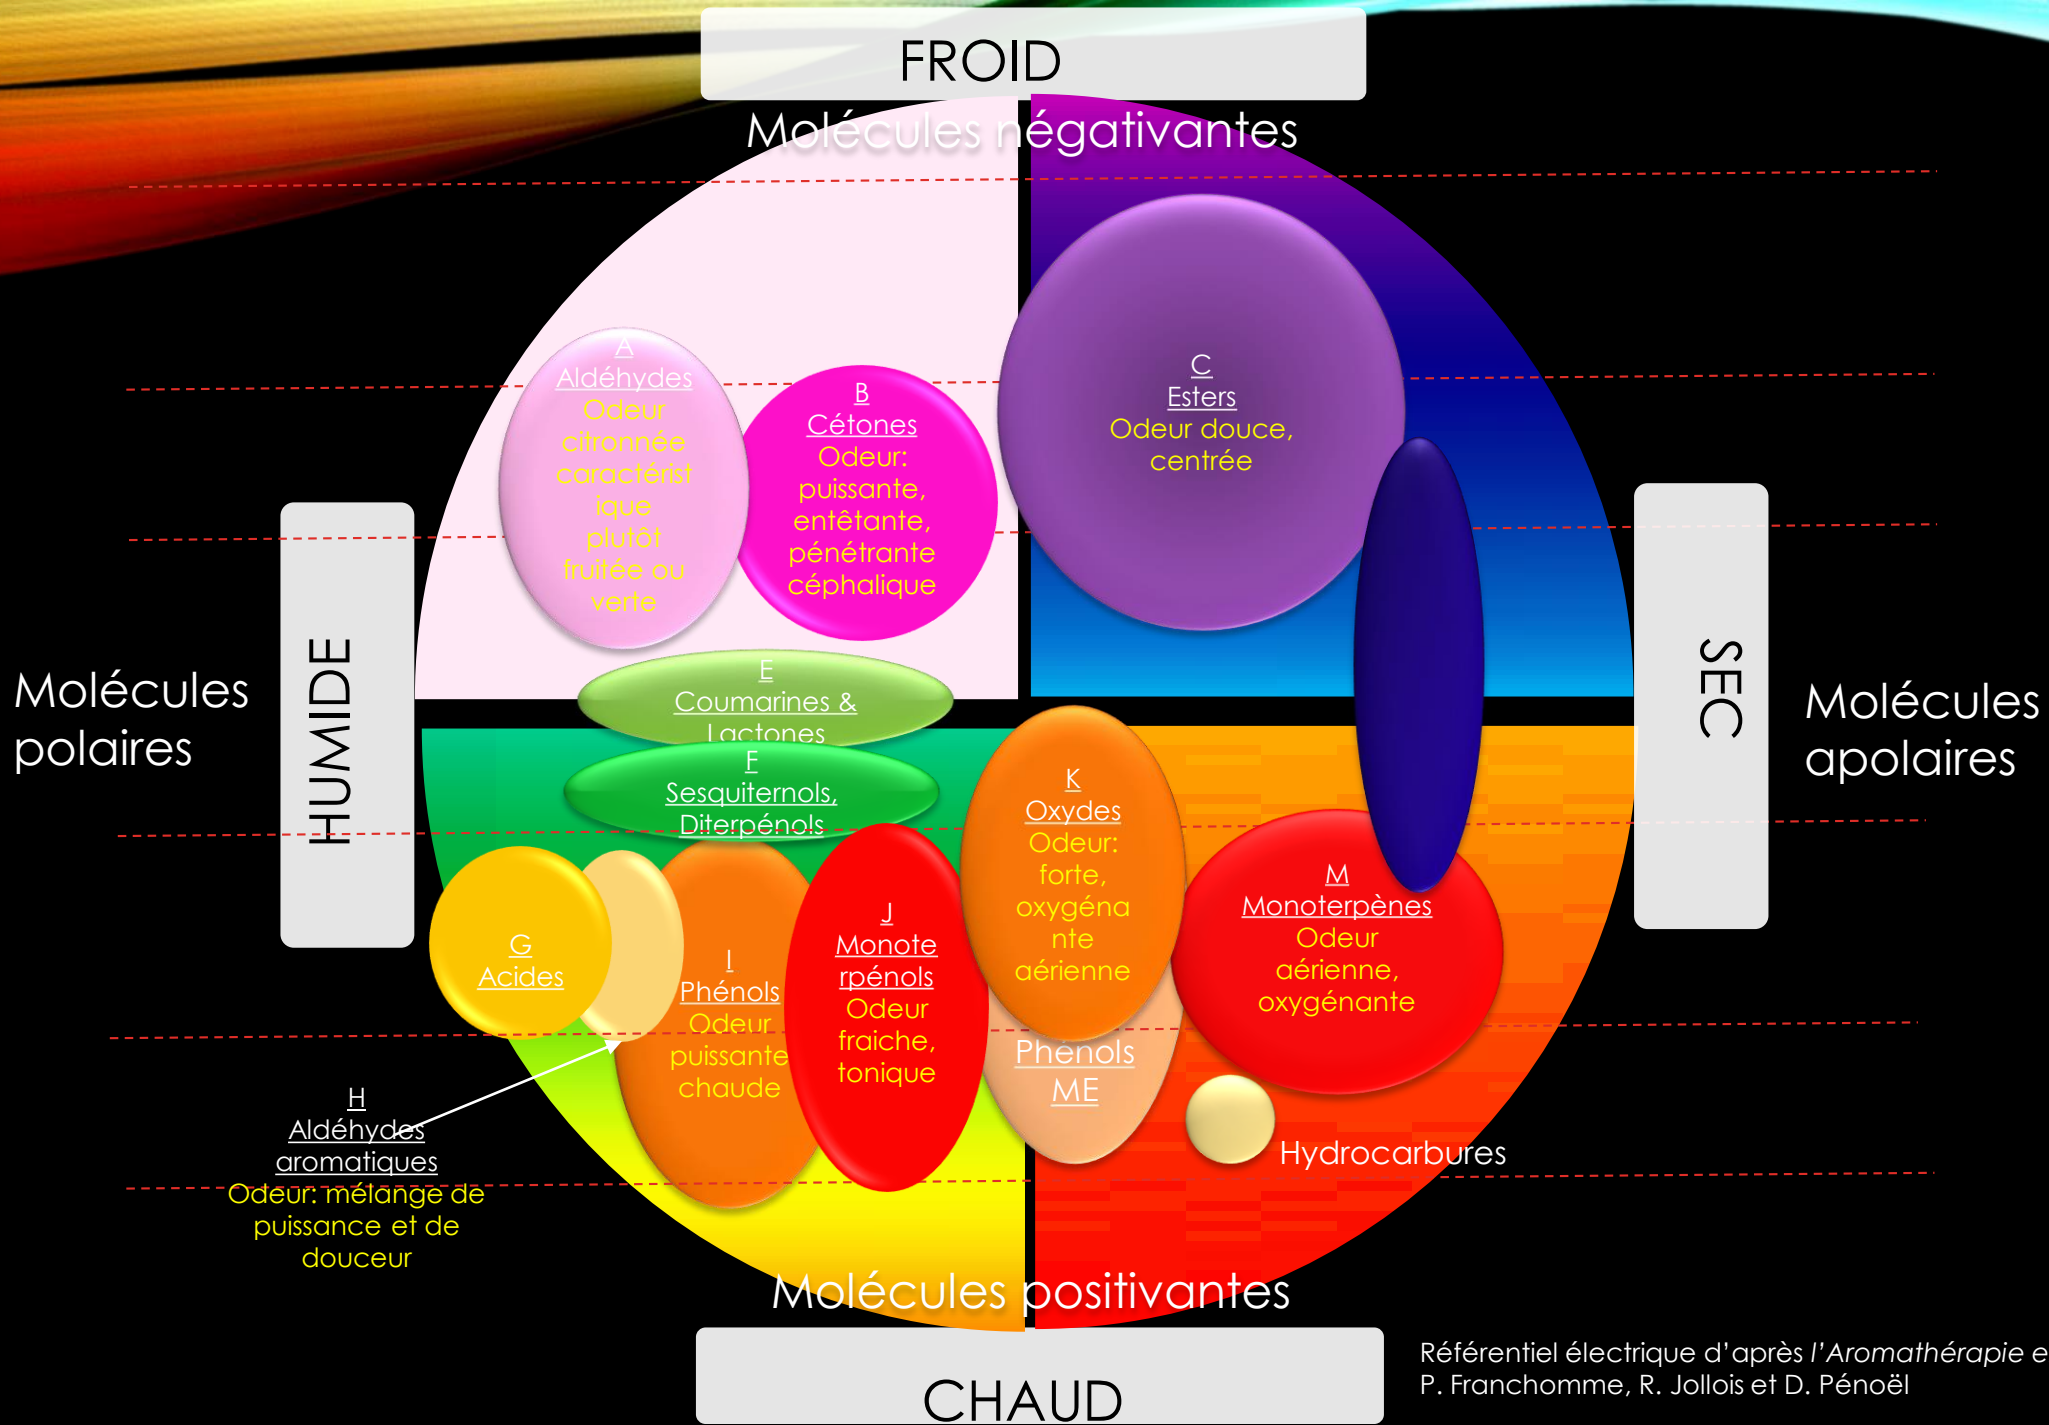 FROID
Molécules négativantes
A
Aldéhydes
Odeur
citronnée
caractérist
ique
plutôt
fruitée ou
verte
B
Cétones
Odeur:
puissante,
entêtante,
pénétrante
céphalique
C
Esters
Odeur douce,
centrée
Molécules
polaires
HUMIDE
E
Coumarines &
Lactones
F
Sesquiternols,
Diterpénols
SEC
Molécules
apolaires
G
Acides
I
Phénols
Odeur
puissante
chaude
J
Monote
rpénols
Odeur
fraiche,
tonique
K
Oxydes
Odeur:
forte,
oxygéna
nte
aérienne
Phénols
ME
M
Monoterpènes
Odeur
aérienne,
oxygénante
H
Aldéhydes
aromatiques
Odeur: mélange de
puissance et de
douceur
Hydrocarbures
Molécules positivantes
CHAUD
Référentiel électrique d'après l'Aromathérapie e
P. Franchomme, R. Jollois et D. Pénoël